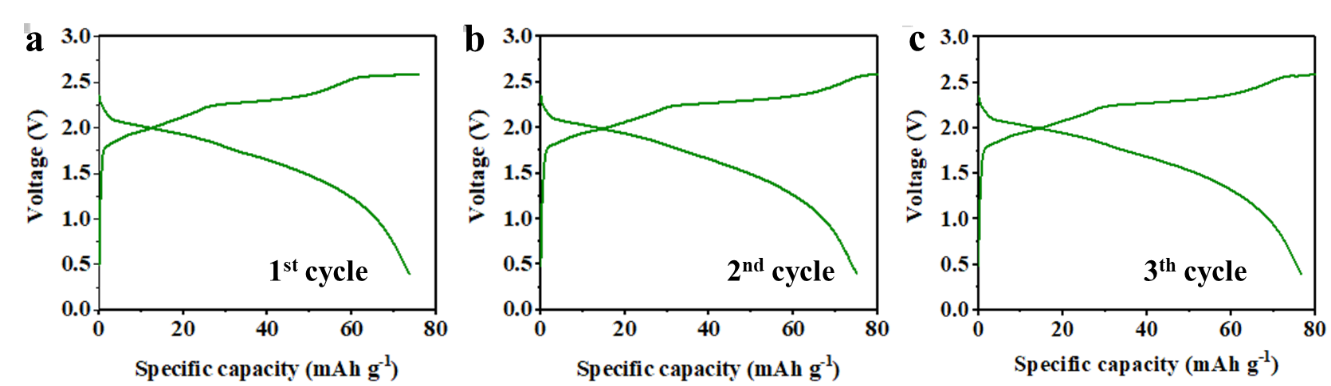 a
3.0
2.5
2.0
1.5
1.0
0.5
0.0
Voltage (V)
1st cycle
0 20 40 60 80
Specific capacity (mAh g-1)
b
3.0
2.5
2.0
1.5
1.0
0.5
0.0
Voltage (V)
2nd cycle
0 20 40 60 80
Specific capacity (mAh g-1)
c
3.0
2.5
2.0
1.5
1.0
0.5
0.0
Voltage (V)
3th cycle
0 20 40 60 80
Specific capacity (mAh g-1)